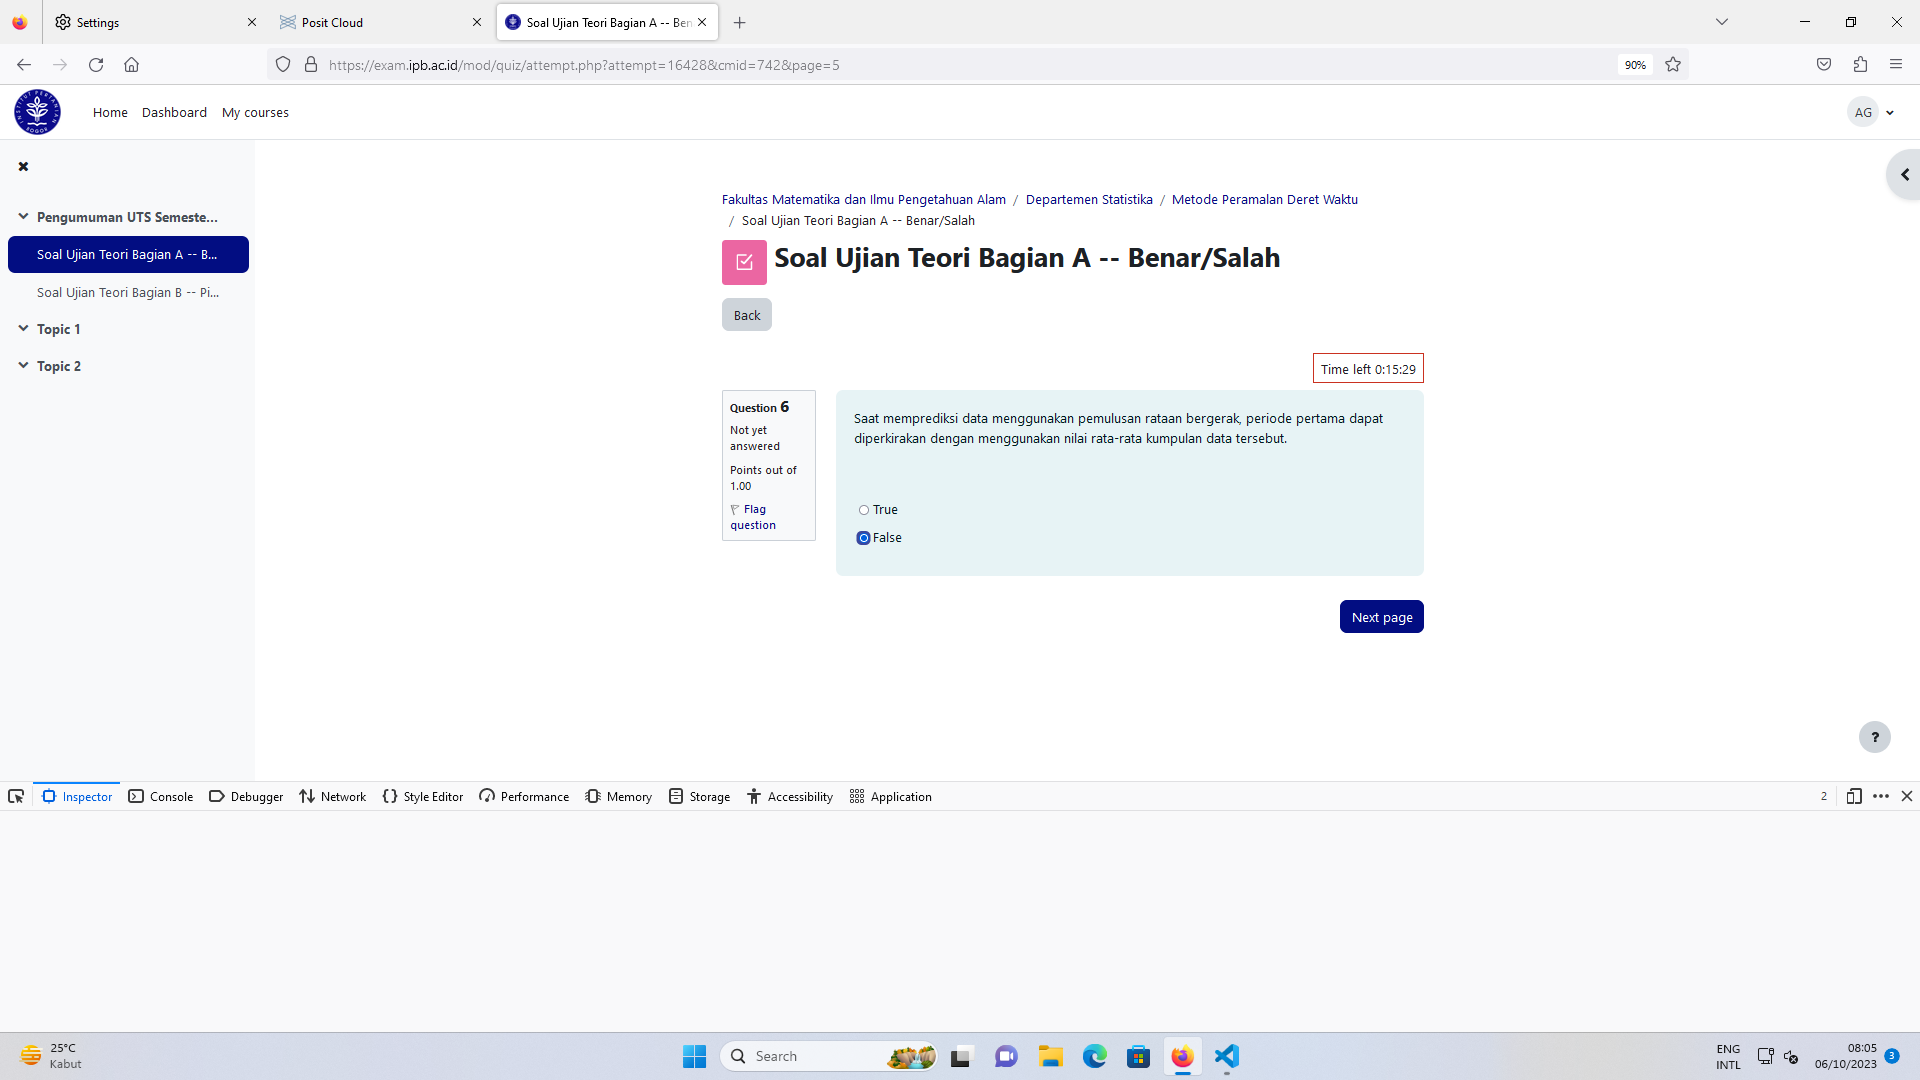 Settings
Posit Cloud
Soal Ujian Teori Bagian A -- Ben
https://exam.ipb.ac.id/mod/quiz/attempt.php?attempt=16428&cmid=742&page=5
90%
Home Dashboard My courses
AG
Pengumuman UTS Semeste...
Soal Ujian Teori Bagian A -- B...
Soal Ujian Teori Bagian B -- Pi...
Topic 1
Topic 2
Fakultas Matematika dan Ilmu Pengetahuan Alam / Departemen Statistika / Metode Peramalan Deret Waktu
/ Soal Ujian Teori Bagian A -- Benar/Salah
Soal Ujian Teori Bagian A -- Benar/Salah
Back
Time left 0:15:29
Question 6
Not yet
answered
Points out of
1.00
Flag
question
Saat memprediksi data menggunakan pemulusan rataan bergerak, periode pertama dapat
diperkirakan dengan menggunakan nilai rata-rata kumpulan data tersebut.
True
False
Next page
?
Inspector Console Debugger Network Style Editor Performance Memory Storage Accessibility Application
2
25°C
Kabut
Search
ENG
INTL
08:05
06/10/2023
3